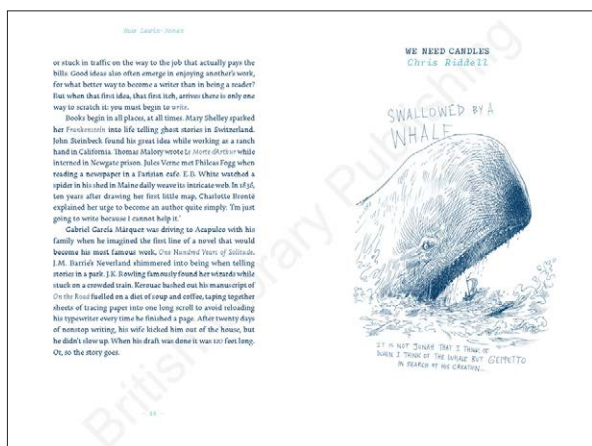 Huw Lewis-Jones
or stuck in traffic on the way to the job that actually pays the
bills. Good ideas also often emerge in enjoying another's work,
for what better way to become a writer than in being a reader?
But when that first idea, that first itch, arrives there is only one
way to scratch it: you must begin to write.
Books begin in all places, at all times. Mary Shelley sparked
her Frankenstein into life telling ghost stories in Switzerland.
John Steinbeck found his great idea while working as a ranch
hand in California. Thomas Malory wrote Le Morte d'Arthur while
interned in Newgate prison. Jules Verne met Phileas Fogg when
reading a newspaper in a Parisian cafe. E.B. White watched a
spider in his shed in Maine daily weave its intricate web. In 1836,
ten years after drawing her first little map, Charlotte Brontë
explained her urge to become an author quite simply. 'I'm just
going to write because I cannot help it.'
Gabriel García Márquez was driving to Acapulco with his
family when he imagined the first line of a novel that would
become his most famous work, One Hundred Years of Solitude.
J.M. Barrie's Neverland shimmered into being when telling
stories in a park. J.K. Rowling famously found her wizards while
stuck on a crowded train. Kerouac bashed out his manuscript of
On the Road fuelled on a diet of soup and coffee, taping together
sheets of tracing paper into one long scroll to avoid reloading
his typewriter every time he finished a page. After twenty days
of nonstop writing, his wife kicked him out of the house, but
he didn't slow up. When his draft was done it was 120 feet long.
Or, so the story goes.
WE NEED CANDLES
Chris Riddell
SWALLOWED BY A
WHALE
IT IS NOT JONAH THAT I THINK OF
WHEN I THINK OF THE WHALE BUT GEPPETTO
IN SEARCH OF HIS CREATION...
British Library Publishing